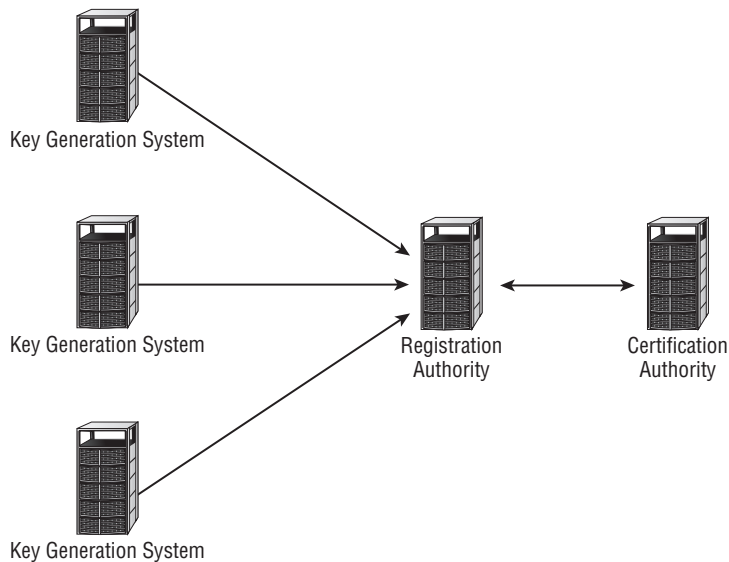 Key Generation System
Key Generation System
Registration
Authority
Certification
Authority
Key Generation System